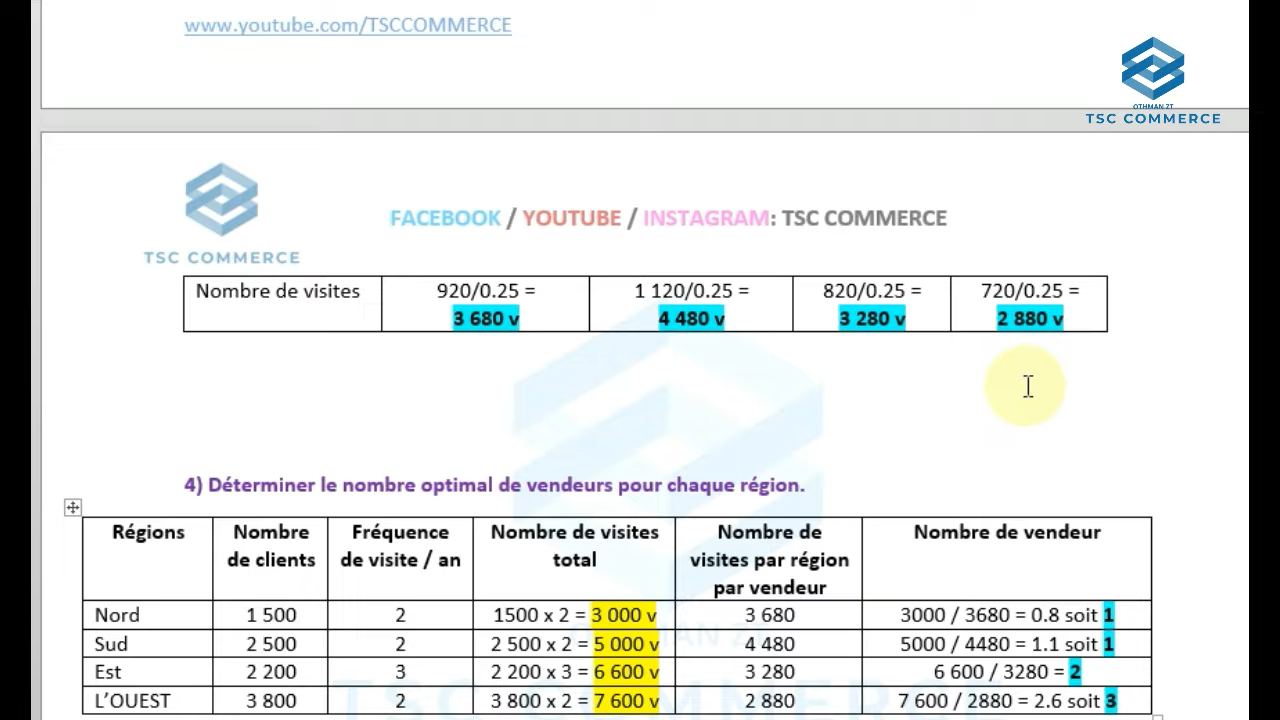 www.youtube.com/TSCCOMMERCE
OTHMAN ZT
TSC COMMERCE
TSC COMMERCE
FACEBOOK / YOUTUBE / INSTAGRAM: TSC COMMERCE
Nombre de visites 920/0.25 = 1 120/0.25 = 820/0.25 = 720/0.25 =
3 680 v 4 480 v 3 280 v 2 880 v
4) Déterminer le nombre optimal de vendeurs pour chaque région.
Régions Nombre Fréquence Nombre de visites Nombre de Nombre de vendeur
de clients de visite / an total visites par région
par vendeur
Nord 1 500 2 1500 x 2 = 3 000 v 3 680 3000 / 3680 = 0.8 soit 1
Sud 2 500 2 2 500 x 2 = 5 000 v 4 480 5000 / 4480 = 1.1 soit 1
Est 2 200 3 2 200 x 3 = 6 600 v 3 280 6 600 / 3280 = 2
L'OUEST 3 800 2 3 800 x 2 = 7 600 v 2 880 7 600 / 2880 = 2.6 soit 3
OTHMAN ZT
TSC COMMERCE